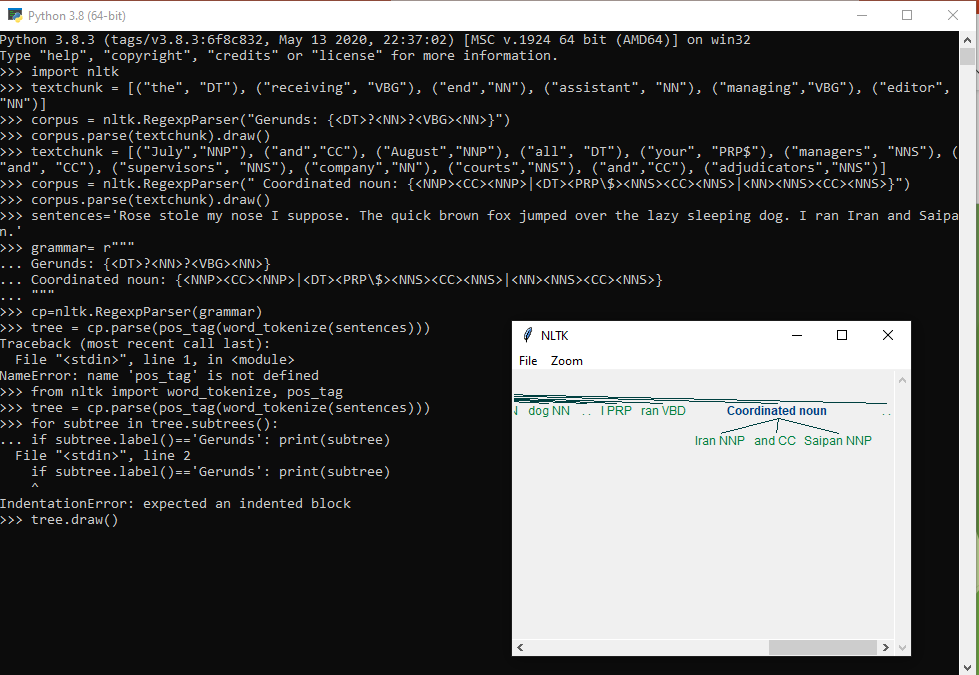 Python 3.8 (64-bit)
Python 3.8.3 (tags/v3.8.3:6f8c832, May 13 2020, 22:37:02) [MSC v.1924 64 bit (AMD64)] on win32
Type "help", "copyright", "credits" or "license" for more information.
>>> import nltk
>>> textchunk = [("the", "DT"), ("receiving", "VBG"), ("end","NN"), ("assistant", "NN"), ("managing","VBG"), ("editor",
"NN")]
>>> corpus = nltk.RegexpParser("Gerunds: {<DT>?<NN>?<VBG><NN>}")
>>> corpus.parse(textchunk).draw()
>>> textchunk = [("July","NNP"), ("and","CC"), ("August","NNP"), ("all", "DT"), ("your", "PRP$"), ("managers", "NNS"), (
"and", "CC"), ("supervisors", "NNS"), ("company","NN"), ("courts","NNS"), ("and","CC"), ("adjudicators","NNS")]
>>> corpus = nltk.RegexpParser(" Coordinated noun: {<NNP><CC><NNP>|<DT><PRP\$><NNS><CC><NNS>|<NN><NNS><CC><NNS>}")
>>> corpus.parse(textchunk).draw()
>>> sentences='Rose stole my nose I suppose. The quick brown fox jumped over the lazy sleeping dog. I ran Iran and Saipa
n.'
>>> grammar= r"""
... Gerunds: {<DT>?<NN>?<VBG><NN>}
... Coordinated noun: {<NNP><CC><NNP>|<DT><PRP\$><NNS><CC><NNS>|<NN><NNS><CC><NNS>}
... """
>>> cp=nltk.RegexpParser(grammar)
>>> tree = cp.parse(pos_tag(word_tokenize(sentences)))
Traceback (most recent call last):
  File "<stdin>", line 1, in <module>
NameError: name 'pos_tag' is not defined
>>> from nltk import word_tokenize, pos_tag
>>> tree = cp.parse(pos_tag(word_tokenize(sentences)))
>>> for subtree in tree.subtrees():
... if subtree.label()=='Gerunds': print(subtree)
  File "<stdin>", line 2
    if subtree.label()=='Gerunds': print(subtree)
    ^
IndentationError: expected an indented block
>>> tree.draw()
NLTK
File Zoom
dog NN . . I PRP ran VBD Coordinated noun . .
Iran NNP and CC Saipan NNP